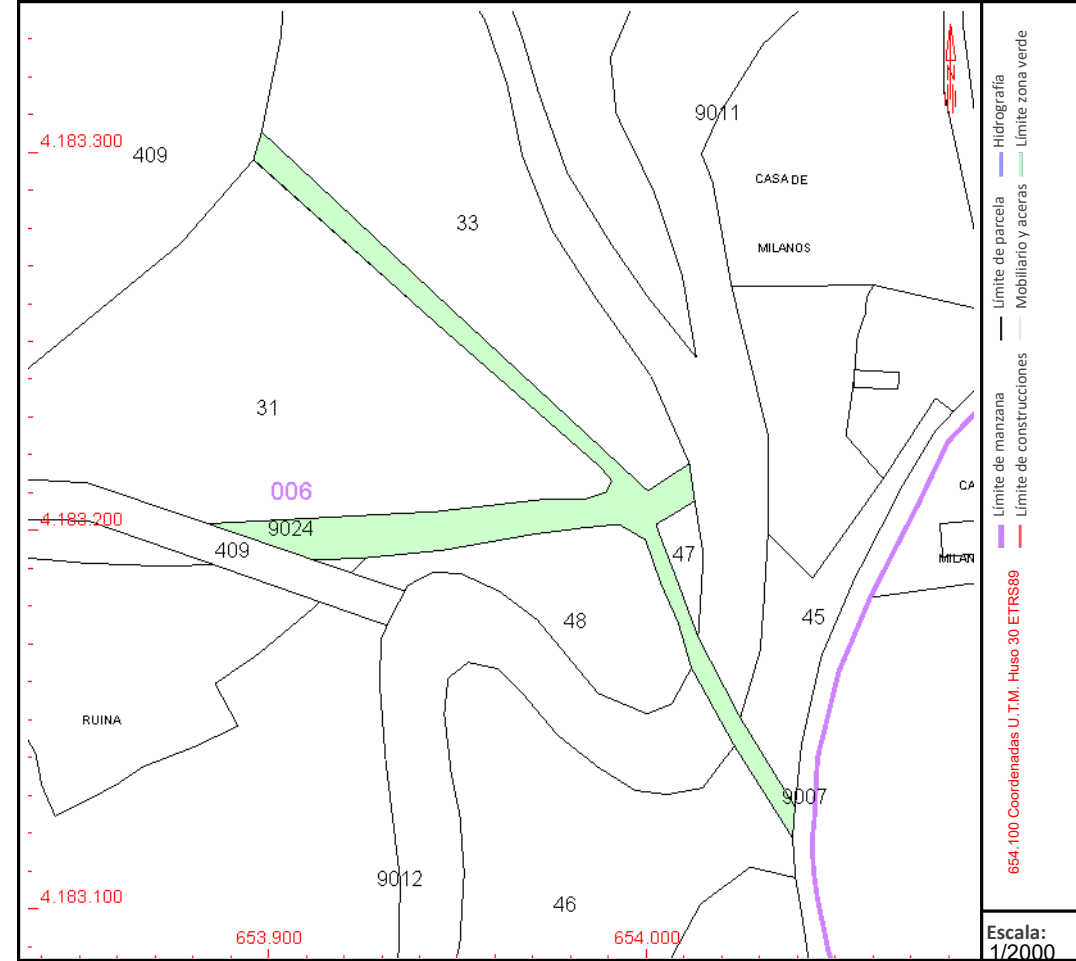 4.183.300
409
9011
CASA DE
33
MILANOS
31
006
4.183.200
9024
409
47
CA
MILAN
48
45
RUINA
9007
9012
46
4.183.100
653.900
654.000
Límite de manzana
Límite de parcela
Hidrografía
Límite de construcciones
Mobiliario y aceras
Límite zona verde
654.100 Coordenadas U.T.M. Huso 30 ETRS89
N
Escala:
1/2000